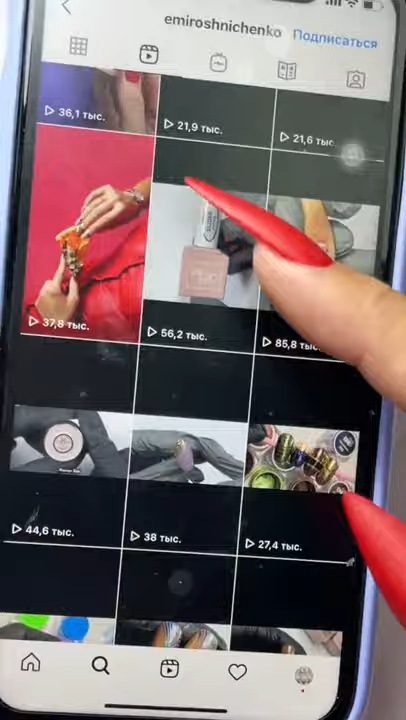 emiroshnichenko Подписаться
36,1 тыс.
21,9 тыс.
21,6 тыс.
37,8 тыс.
56,2 тыс.
85,8 тыс.
44,6 тыс.
38 тыс.
27,4 тыс.